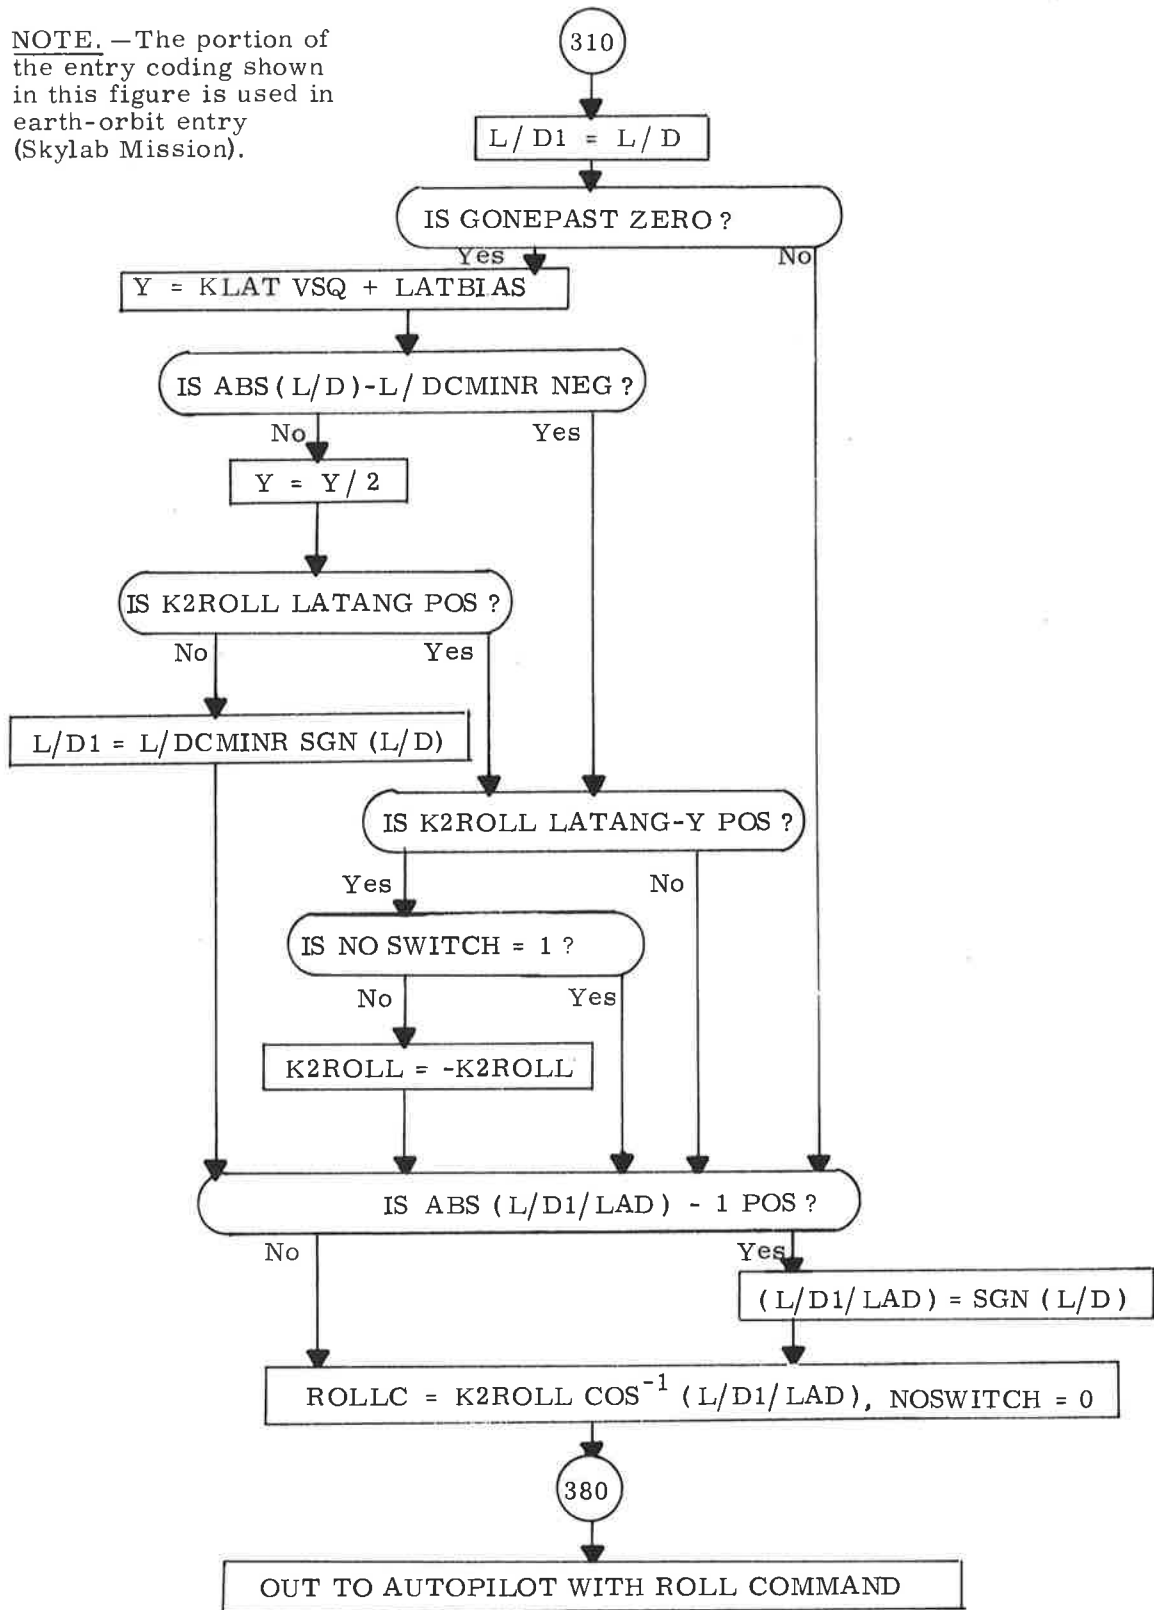 NOTE. —The portion of
the entry coding shown
in this figure is used in
earth-orbit entry
(Skylab Mission).
310
L/D1 = L/D
IS GONEPAST ZERO?
Yes
No
Y = KLAT VSQ + LATBIAS
IS ABS(L/D)-L/DCMINR NEG?
No
Yes
Y = Y/2
IS K2ROLL LATANG POS?
No
Yes
L/D1 = L/DCMINR SGN (L/D)
IS K2ROLL LATANG-Y POS?
Yes
No
IS NO SWITCH = 1?
No
Yes
K2ROLL = -K2ROLL
IS ABS (L/D1/LAD) - 1 POS?
No
Yes
(L/D1/LAD) = SGN (L/D)
ROLLC = K2ROLL COS⁻¹ (L/D1/LAD), NOSWITCH = 0
380
OUT TO AUTOPILOT WITH ROLL COMMAND